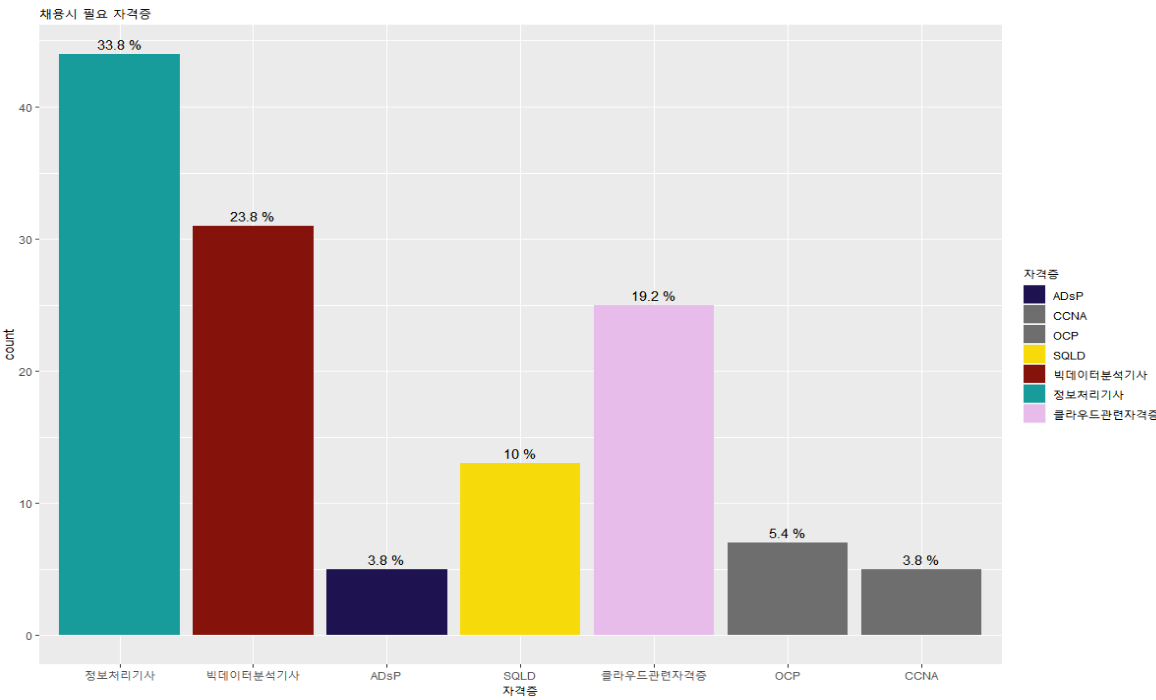 채용시 필요 자격증
33.8 %
23.8 %
3.8 %
10 %
19.2 %
5.4 %
3.8 %
count
40
30
20
10
0
정보처리기사
빅데이터분석기사
ADsP
SQLD
클라우드관련자격증
OCP
CCNA
자격증
자격증
ADsP
CCNA
OCP
SQLD
빅데이터분석기사
정보처리기사
클라우드관련자격증